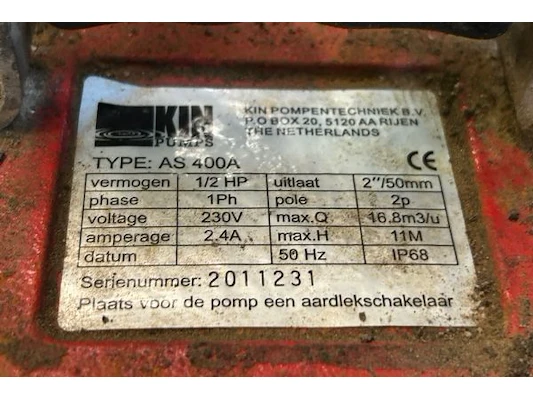 KIN
PUMPS
KIN POMPENTECHNIEK B.V.
P.O BOX 20, 5120 AA RIJEN
THE NETHERLANDS
TYPE: AS 400A
CE
vermogen 1/2 HP uitlaat 2"/50mm
phase 1Ph pole 2p
voltage 230V max.Q 16.8m3/u
amperage 2.4A max.H 11M
datum 50 Hz IP68
Serienummer: 2011231
Plaats voor de pomp een aardlekschakelaar